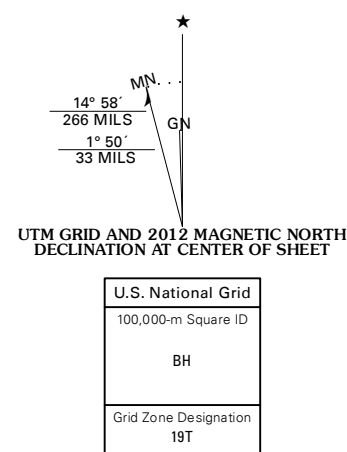 ★
MN
14° 58´
266 MILS
GN
1° 50´
33 MILS
UTM GRID AND 2012 MAGNETIC NORTH
DECLINATION AT CENTER OF SHEET
U.S. National Grid
100,000-m Square ID
BH
Grid Zone Designation
19T